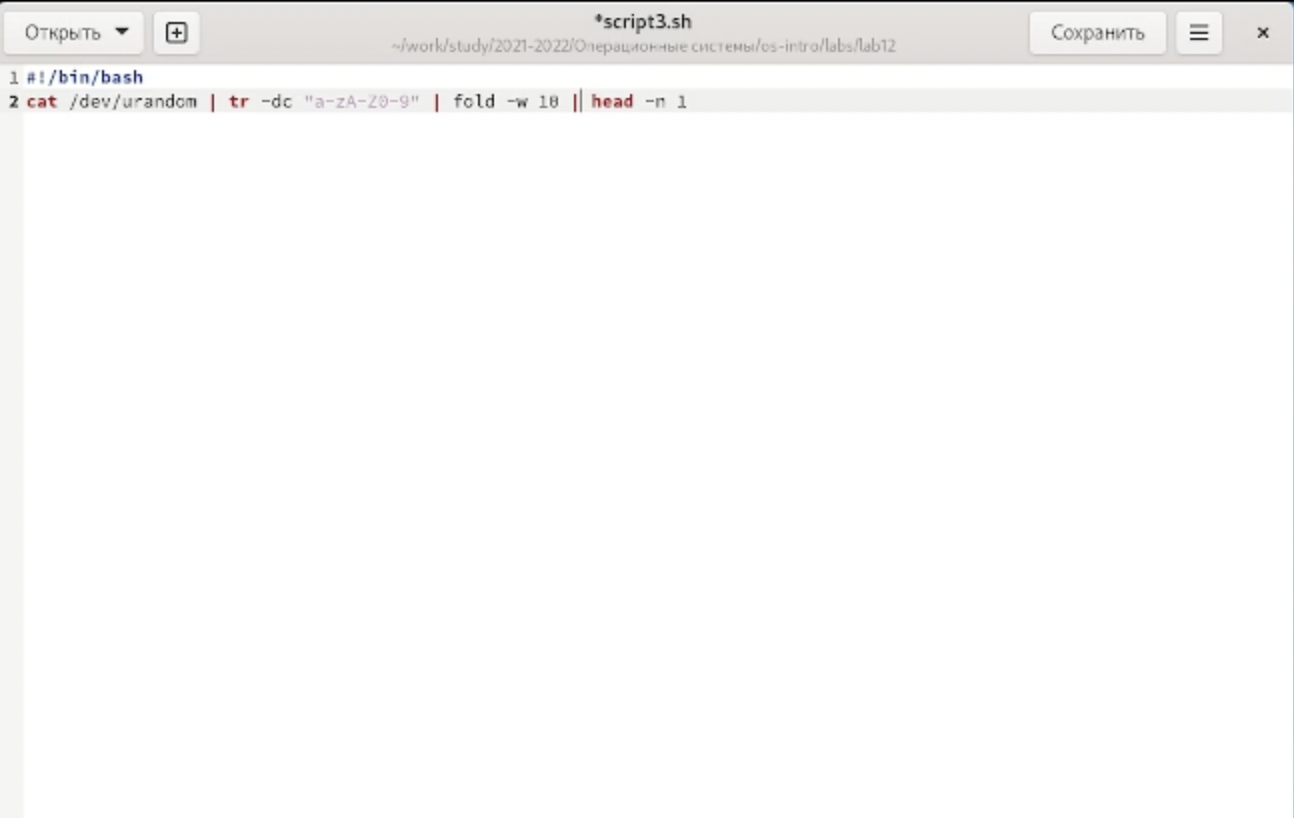 Открыть
*script3.sh
~/work/study/2021-2022/Операционные системы/os-intro/labs/lab12
Сохранить
1 #!/bin/bash
2 cat /dev/urandom | tr -dc "a-zA-Z0-9" | fold -w 10 | head -n 1